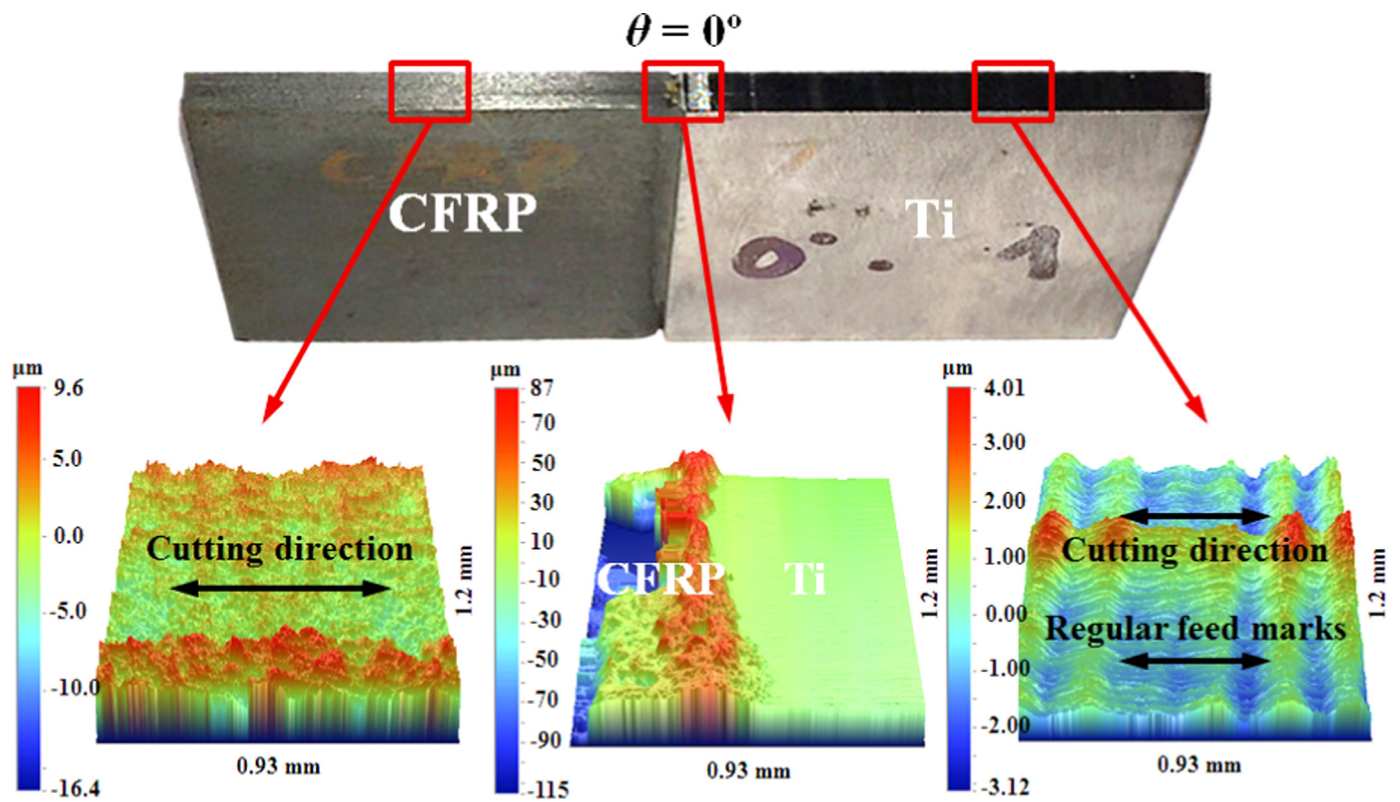 θ = 0°
CFRP
CFRP
Ti
0
1
μm
9.6
5.0
0.0
-5.0
-10.0
-16.4
Cutting direction
1.2 mm
0.93 mm
μm
87
70
50
30
10
-10
-30
-50
-70
-90
-115
CFRP
Ti
1.2 mm
0.93 mm
μm
4.01
3.00
2.00
1.00
0.00
-1.00
-2.00
-3.12
Cutting direction
Regular feed marks
1.2 mm
0.93 mm